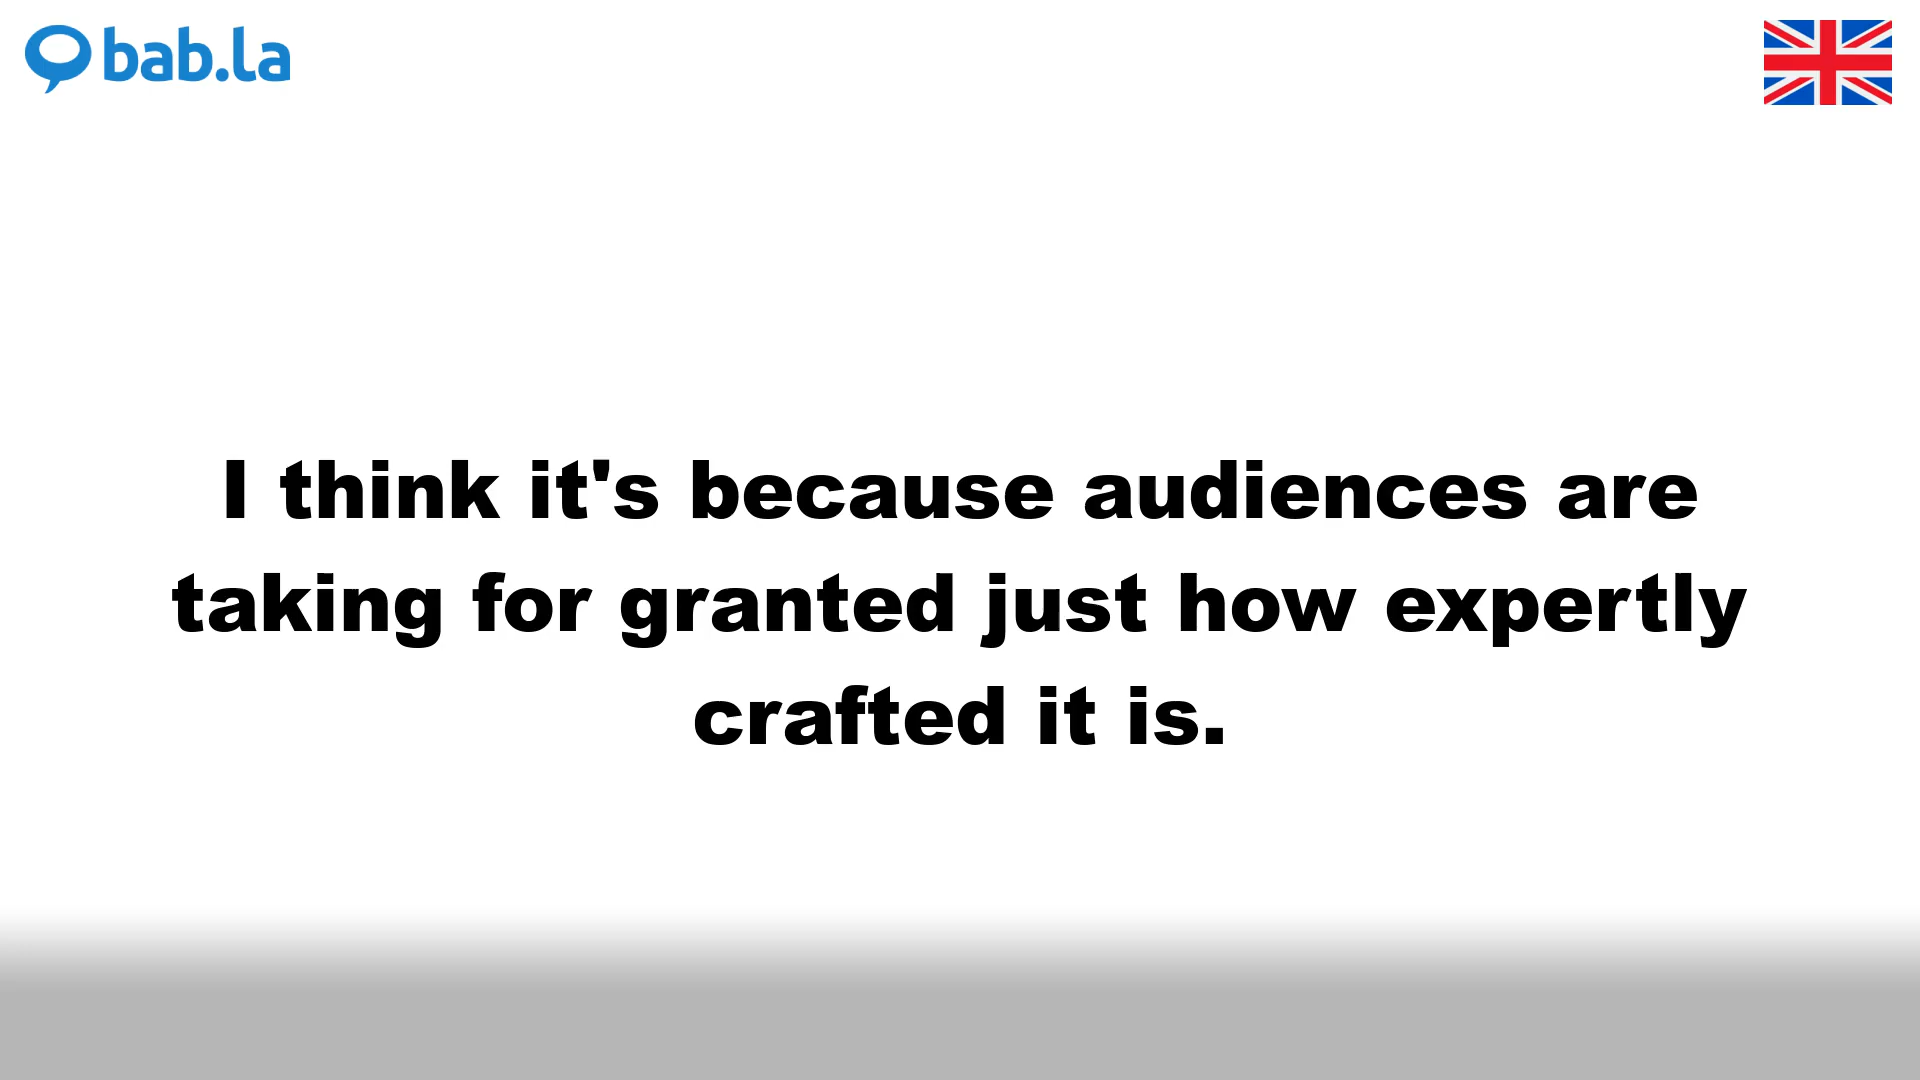 bab.la
I think it's because audiences are
taking for granted just how expertly
crafted it is.